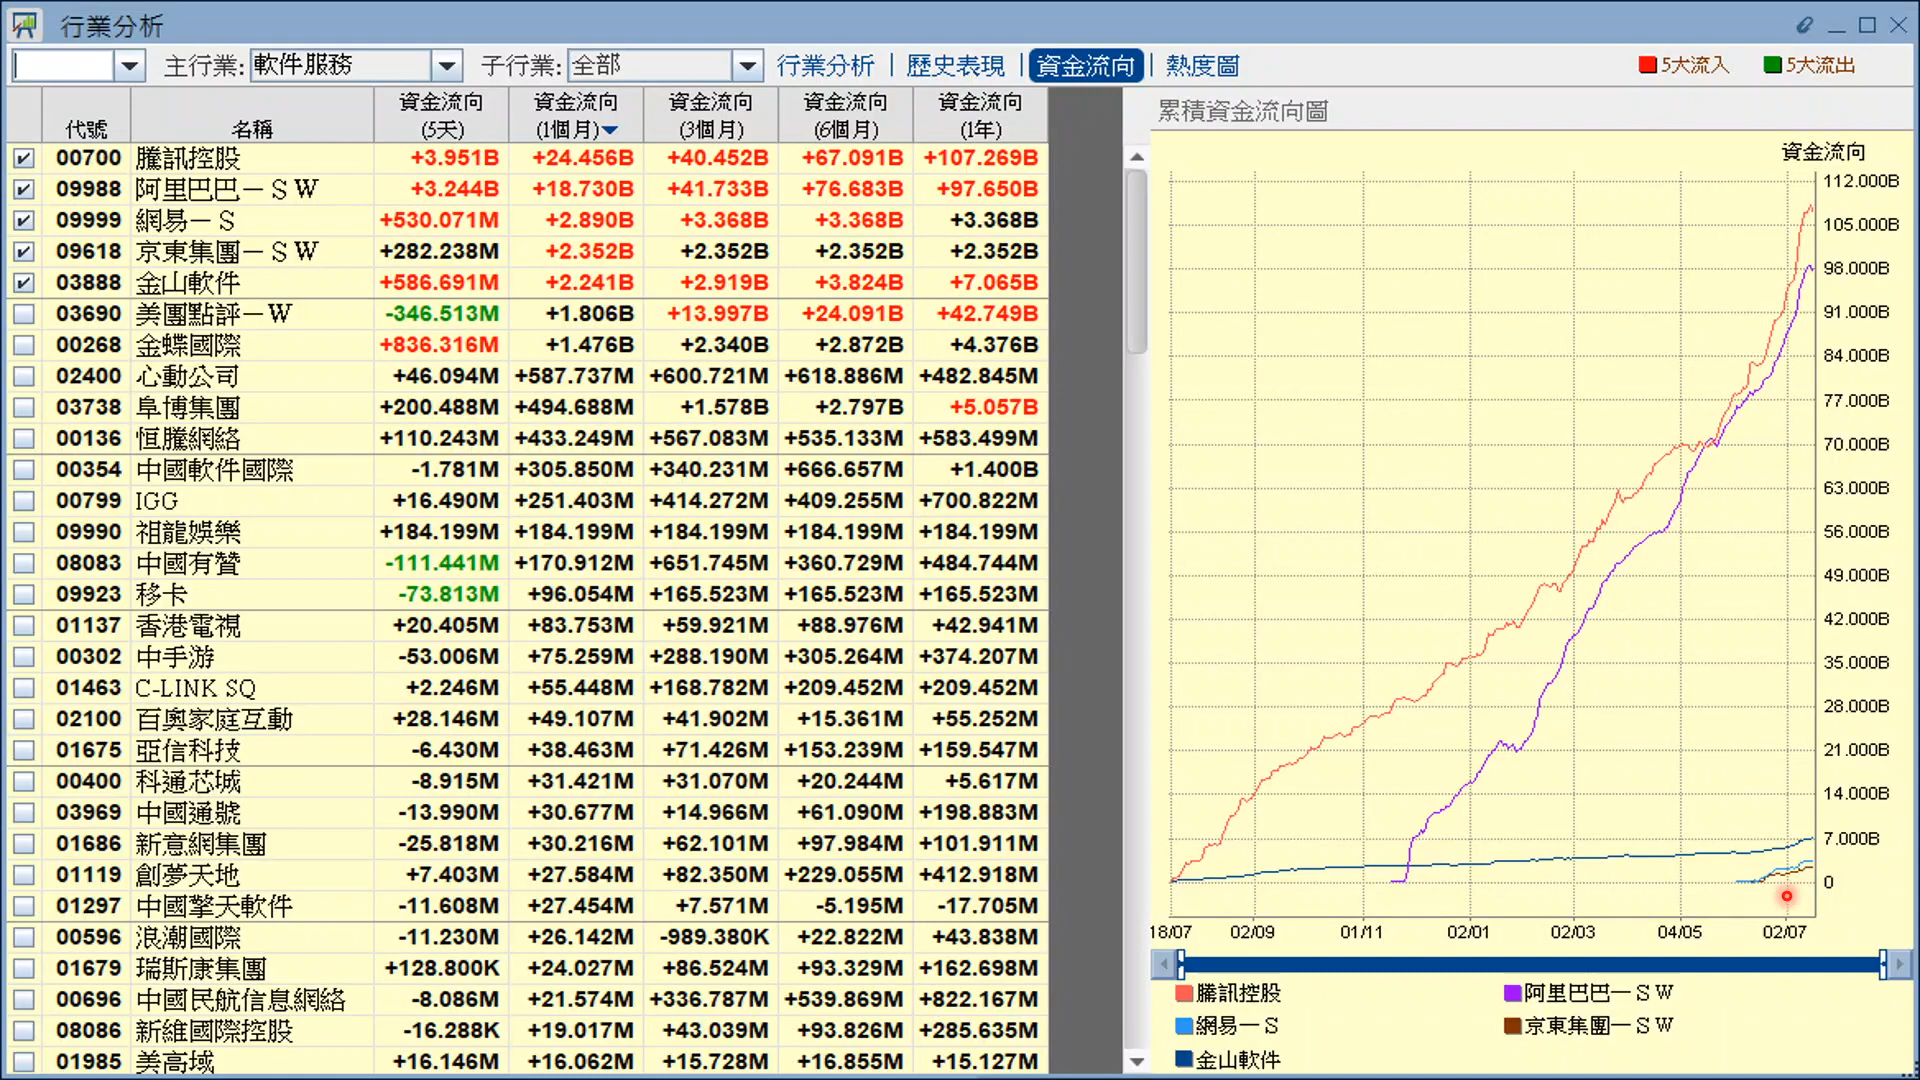 行業分析
主行業: 軟件服務 子行業: 全部 行業分析 | 歷史表現 | 資金流向 | 熱度圖 5大流入 5大流出
代號 名稱 資金流向 (5天) 資金流向 (1個月) 資金流向 (3個月) 資金流向 (6個月) 資金流向 (1年)
00700 騰訊控股 +3.951B +24.456B +40.452B +67.091B +107.269B
09988 阿里巴巴－ＳＷ +3.244B +18.730B +41.733B +76.683B +97.650B
09999 網易－Ｓ +530.071M +2.890B +3.368B +3.368B +3.368B
09618 京東集團－ＳＷ +282.238M +2.352B +2.352B +2.352B +2.352B
03888 金山軟件 +586.691M +2.241B +2.919B +3.824B +7.065B
03690 美團點評－Ｗ -346.513M +1.806B +13.997B +24.091B +42.749B
00268 金蝶國際 +836.316M +1.476B +2.340B +2.872B +4.376B
02400 心動公司 +46.094M +587.737M +600.721M +618.886M +482.845M
03738 阜博集團 +200.488M +494.688M +1.578B +2.797B +5.057B
00136 恒騰網絡 +110.243M +433.249M +567.083M +535.133M +583.499M
00354 中國軟件國際 -1.781M +305.850M +340.231M +666.657M +1.400B
00799 IGG +16.490M +251.403M +414.272M +409.255M +700.822M
09990 祖龍娛樂 +184.199M +184.199M +184.199M +184.199M +184.199M
08083 中國有贊 -111.441M +170.912M +651.745M +360.729M +484.744M
09923 移卡 -73.813M +96.054M +165.523M +165.523M +165.523M
01137 香港電視 +20.405M +83.753M +59.921M +88.976M +42.941M
00302 中手游 -53.006M +75.259M +288.190M +305.264M +374.207M
01463 C-LINK SQ +2.246M +55.448M +168.782M +209.452M +209.452M
02100 百奧家庭互動 +28.146M +49.107M +41.902M +15.361M +55.252M
01675 亞信科技 -6.430M +38.463M +71.426M +153.239M +159.547M
00400 科通芯城 -8.915M +31.421M +31.070M +20.244M +5.617M
03969 中國通號 -13.990M +30.677M +14.966M +61.090M +198.883M
01686 新意網集團 -25.818M +30.216M +62.101M +97.984M +101.911M
01119 創夢天地 +7.403M +27.584M +82.350M +229.055M +412.918M
01297 中國擎天軟件 -11.608M +27.454M +7.571M -5.195M -17.705M
00596 浪潮國際 -11.230M +26.142M -989.380K +22.822M +43.838M
01679 瑞斯康集團 +128.800K +24.027M +86.524M +93.329M +162.698M
00696 中國民航信息網絡 -8.086M +21.574M +336.787M +539.869M +822.167M
08086 新維國際控股 -16.288K +19.017M +43.039M +93.826M +285.635M
01985 美高域 +16.146M +16.062M +15.728M +16.855M +15.127M
累積資金流向圖
資金流向
112.000B
105.000B
98.000B
91.000B
84.000B
77.000B
70.000B
63.000B
56.000B
49.000B
42.000B
35.000B
28.000B
21.000B
14.000B
7.000B
0
18/07 02/09 01/11 02/01 02/03 04/05 02/07
騰訊控股 阿里巴巴－ＳＷ
網易－Ｓ 京東集團－ＳＷ
金山軟件